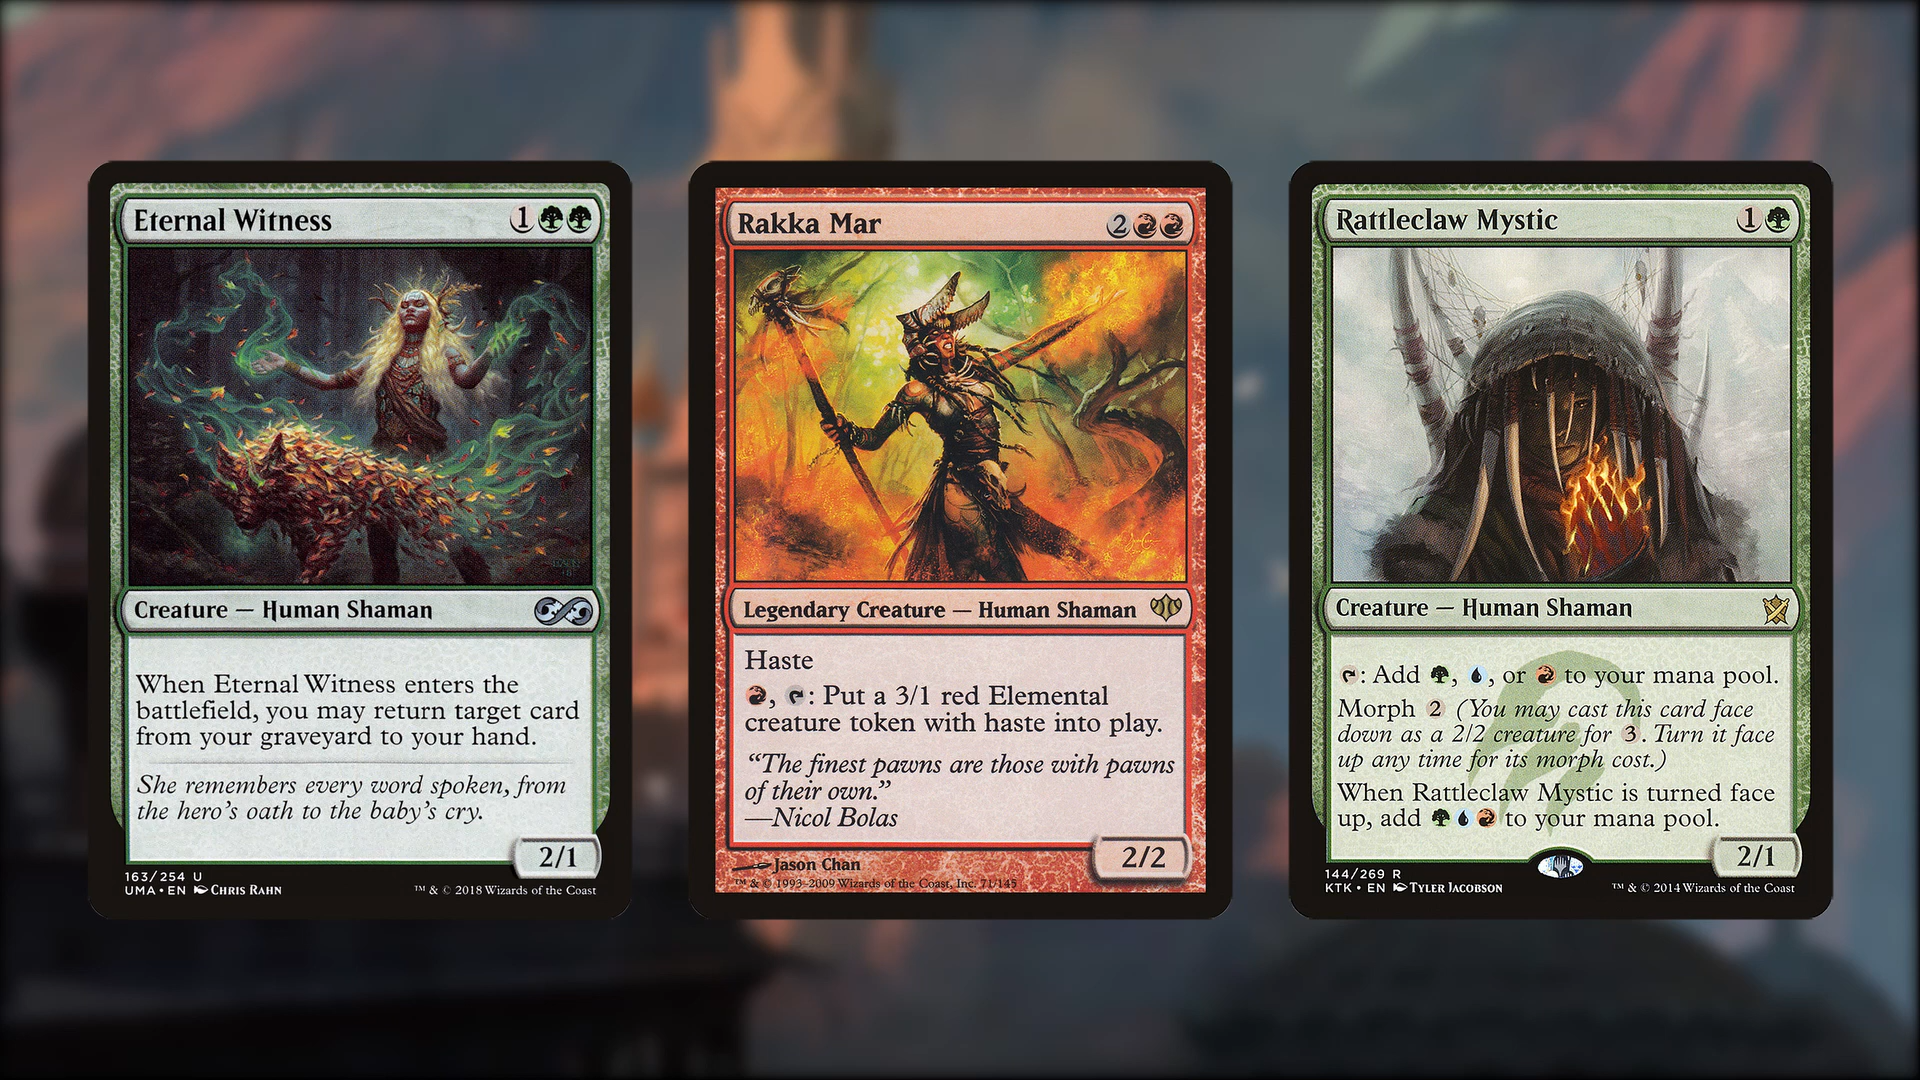 Eternal Witness 1
Creature — Human Shaman
When Eternal Witness enters the
battlefield, you may return target card
from your graveyard to your hand.
She remembers every word spoken, from
the hero's oath to the baby's cry.
2/1
163/254 U
UMA • EN Chris Rahn ™ & © 2018 Wizards of the Coast
Rakka Mar 2
Legendary Creature — Human Shaman
Haste
, : Put a 3/1 red Elemental
creature token with haste into play.
“The finest pawns are those with pawns
of their own.”
—Nicol Bolas
2/2
Jason Chan
™ & © 1993–2009 Wizards of the Coast, Inc. 71/145
Rattleclaw Mystic 1
Creature — Human Shaman
: Add , , or to your mana pool.
Morph 2 (You may cast this card face
down as a 2/2 creature for 3. Turn it face
up any time for its morph cost.)
When Rattleclaw Mystic is turned face
up, add to your mana pool.
2/1
144/269 R
KTK • EN Tyler Jacobson ™ & © 2014 Wizards of the Coast